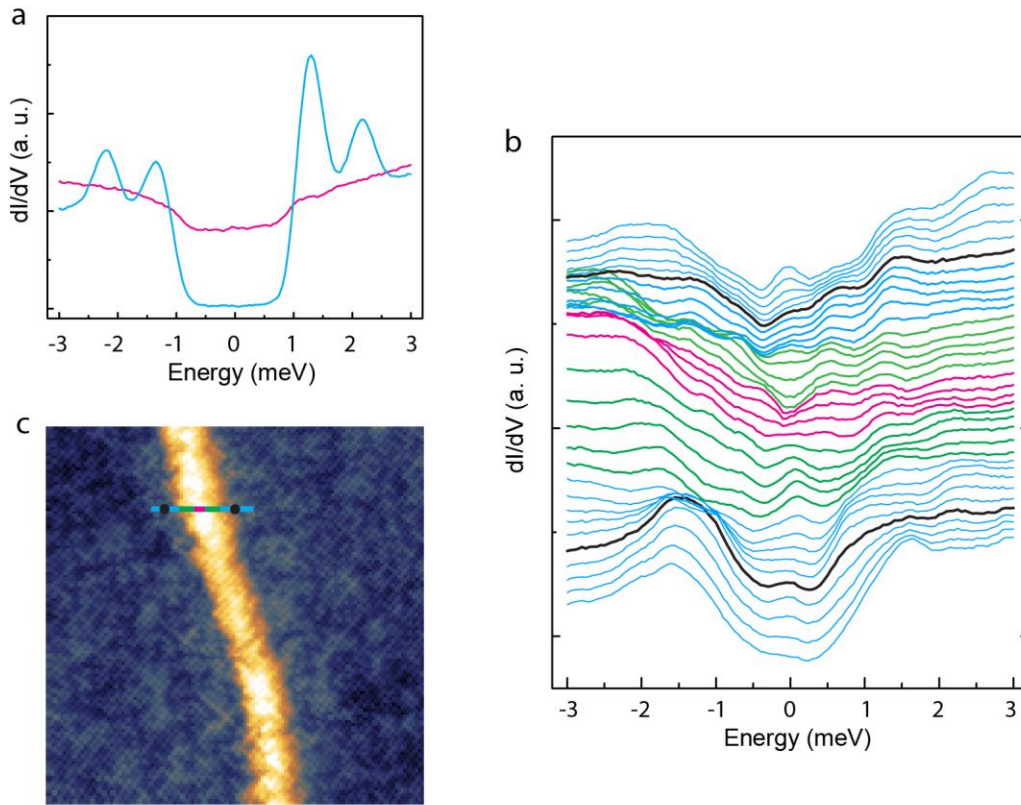 a
dI/dV (a. u.)
-3 -2 -1 0 1 2 3
Energy (meV)
b
dI/dV (a. u.)
-3 -2 -1 0 1 2 3
Energy (meV)
c